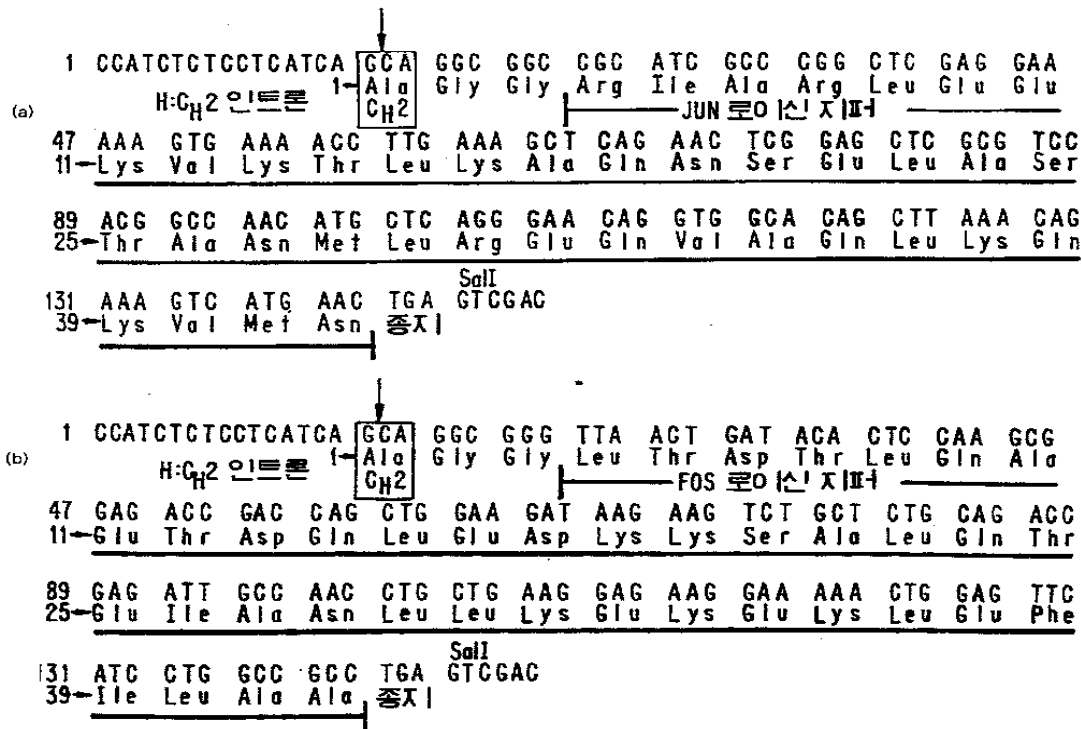 (a)
1 CCATCTCTCCTCATCA GCA GGC GGC CGC ATC GCC CGG CTC GAG GAA
1 Ala Gly Gly Arg Ile Ala Arg Leu Glu Glu
H:CH2 인트론 CH2 JUN 로이신 지퍼
47 AAA GTG AAA ACC TTG AAA GCT CAG AAC TCG GAG CTC GCG TCC
11 Lys Val Lys Thr Leu Lys Ala Gln Asn Ser Glu Leu Ala Ser
89 ACG GCC AAC ATG CTC AGG GAA CAG GTG GCA CAG CTT AAA CAG
25 Thr Ala Asn Met Leu Arg Glu Gln Val Ala Gln Leu Lys Gln
SalI
131 AAA GTC ATG AAC TGA GTCGAC
39 Lys Val Met Asn 종지
(b)
1 CCATCTCTCCTCATCA GCA GGC GGG TTA ACT GAT ACA CTC CAA GCG
1 Ala Gly Gly Leu Thr Asp Thr Leu Gln Ala
H:CH2 인트론 CH2 FOS 로이신 지퍼
47 GAG ACC GAC CAG CTG GAA GAT AAG AAG TCT GCT CTG CAG ACC
11 Glu Thr Asp Gln Leu Glu Asp Lys Lys Ser Ala Leu Gln Thr
89 GAG ATT GCC AAC CTG CTG AAG GAG AAG GAA AAA CTG GAG TTC
25 Glu Ile Ala Asn Leu Leu Lys Glu Lys Glu Lys Leu Glu Phe
SalI
131 ATC CTG GCC GCC TGA GTCGAC
39 Ile Leu Ala Ala 종지